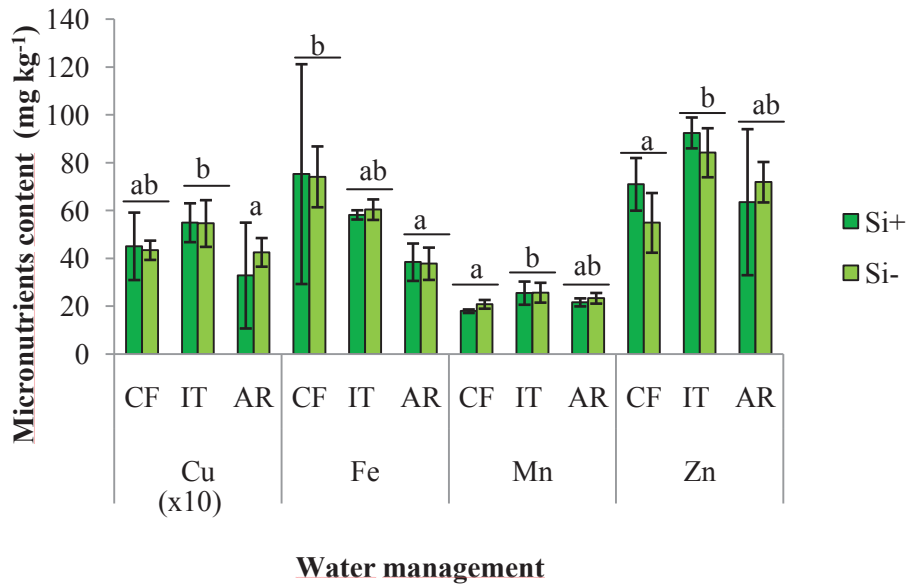 Micronutrients content (mg kg-1)
140
120
100
80
60
40
20
0
ab
b
a
b
ab
a
a
b
ab
a
b
ab
Si+
Si-
CF IT AR CF IT AR CF IT AR CF IT AR
Cu Fe Mn Zn
(x10)
Water management